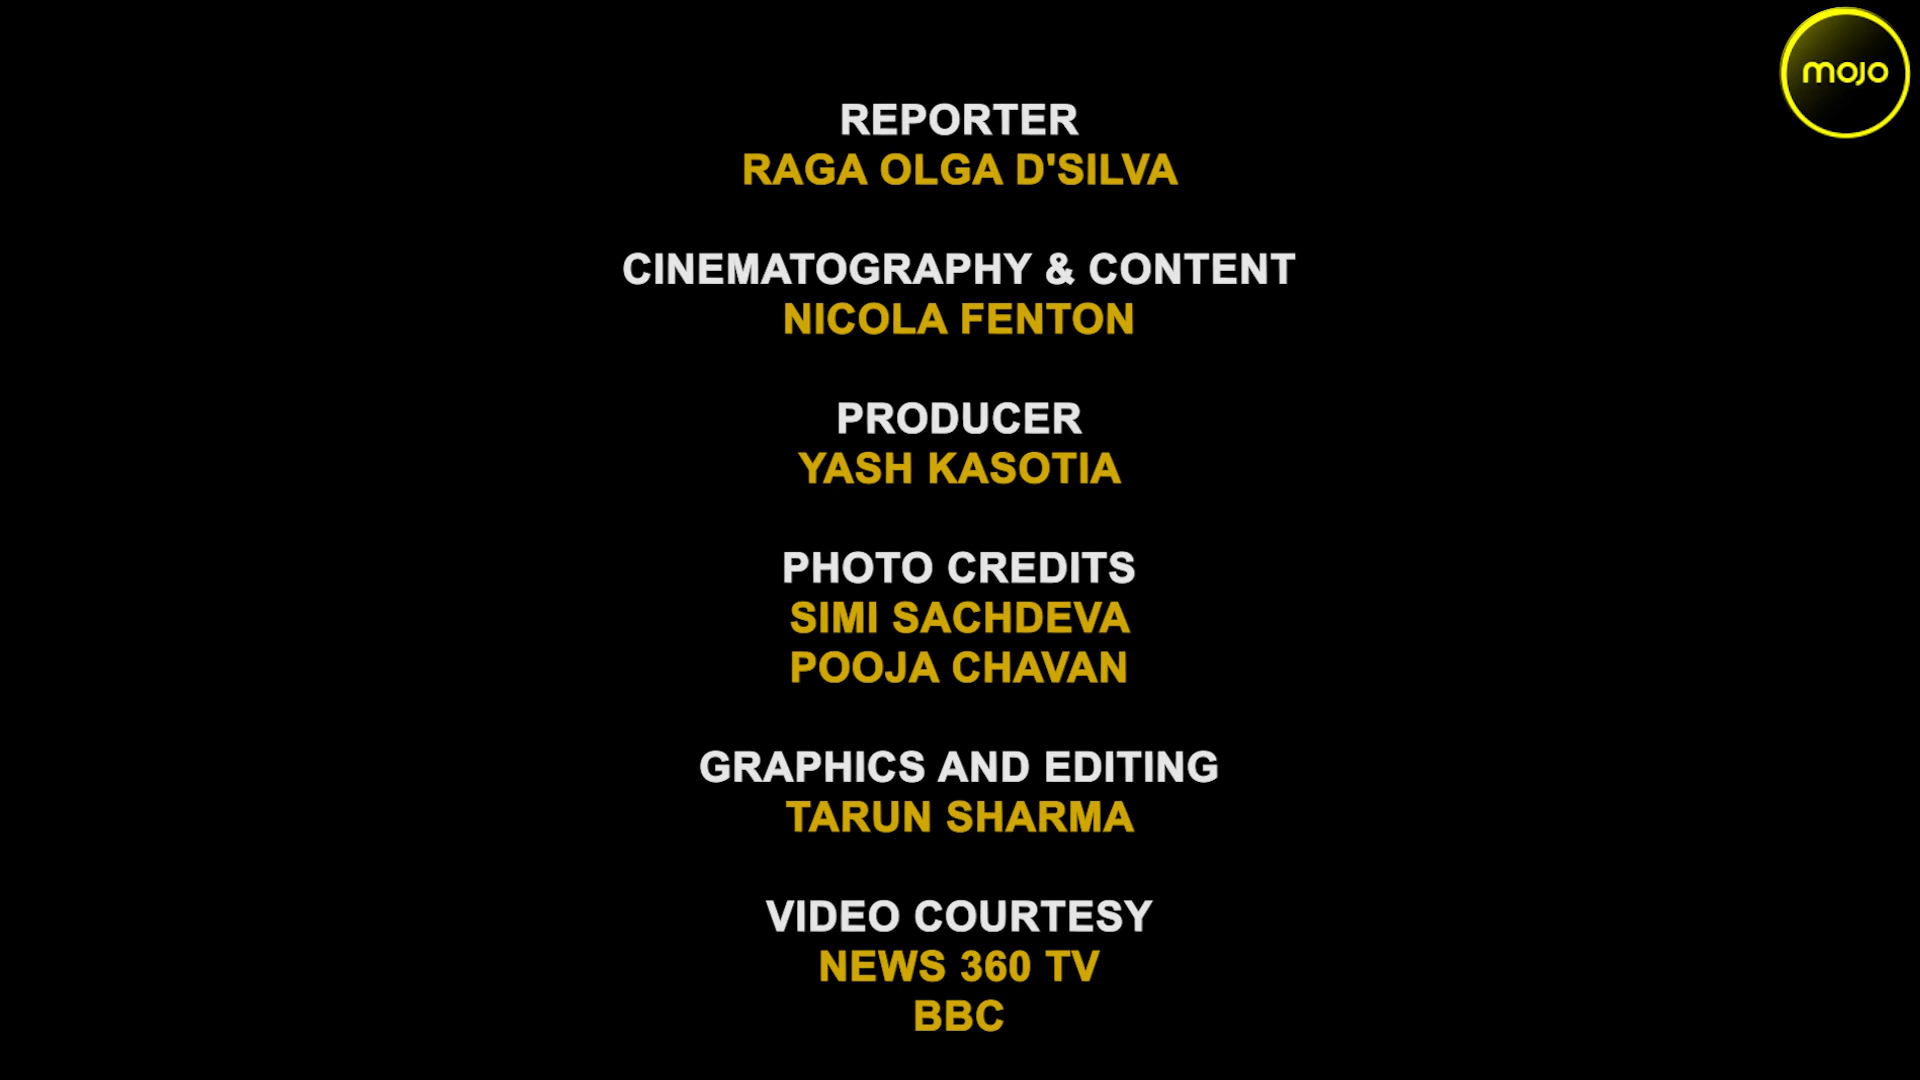 mojo
REPORTER
RAGA OLGA D'SILVA
CINEMATOGRAPHY & CONTENT
NICOLA FENTON
PRODUCER
YASH KASOTIA
PHOTO CREDITS
SIMI SACHDEVA
POOJA CHAVAN
GRAPHICS AND EDITING
TARUN SHARMA
VIDEO COURTESY
NEWS 360 TV
BBC